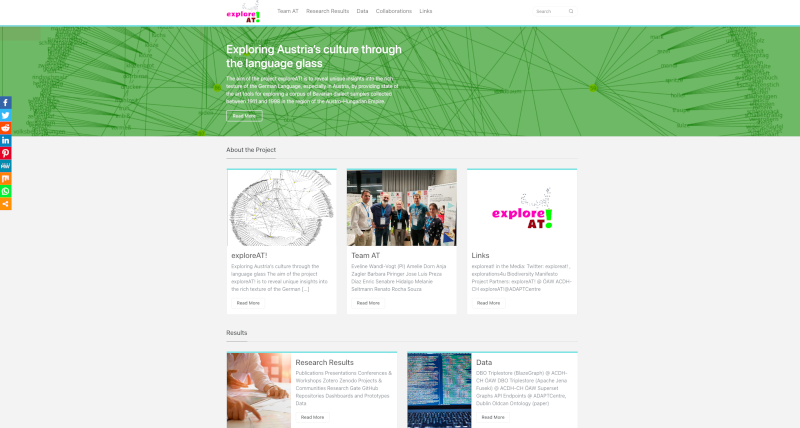 explore!
AT!
Team AT
Research Results
Data
Collaborations
Links
Search
Exploring Austria's culture through
the language glass
The aim of the project exploreAT! is to reveal unique insights into the rich
texture of the German Language, especially in Austria, by providing state of
the art tools for exploring a corpus of Bavarian dialect samples collected
between 1911 and 1998 in the region of the Austro-Hungarian Empire.
Read More
About the Project
exploreAT!
Exploring Austria's culture through the
language glass The aim of the project
exploreAT! is to reveal unique insights into
the rich texture of the German [...]
Read More
Team AT
Eveline Wandl-Vogt (PI) Amelie Dorn Anja
Zagler Barbara Piringer Jose Luis Preza
Diaz Enric Senabre Hidalgo Melanie
Seltmann Renato Rocha Souza
Read More
explore!
AT!
Links
explorat! in the Media: Twitter: exploreat!,
explorations4u Biodiversity Manifesto
Project Partners: exploreAT! @ ÖAW ACDH-
CH exploreAT!@ADAPTCentre
Read More
Results
Research Results
Publications Presentations Conferences &
Workshops Zotero Zenodo Projects &
Communities Research Gate GitHub
Repositories Dashboards and Prototypes
Data
Read More
Data
DBO Triplestore (BlazeGraph) @ ACDH-
CH ÖAW DBO Triplestore (Apache Jena
Fuseki) @ ACDH-CH ÖAW Superset
Graphs API Endpoints @ ADAPTCentre,
Dublin Oldcan Ontology (paper)
Read More